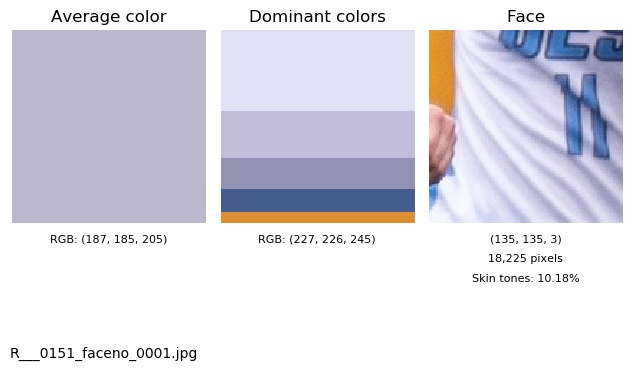 Average color
Dominant colors
Face
11
RGB: (187, 185, 205)
RGB: (227, 226, 245)
(135, 135, 3)
18,225 pixels
Skin tones: 10.18%
R___0151_faceno_0001.jpg